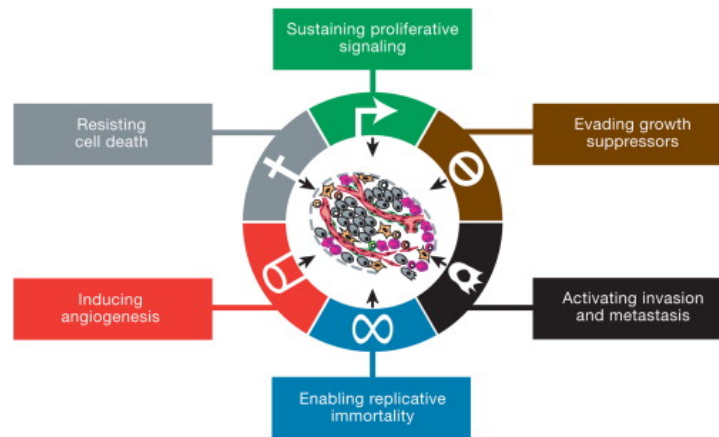 Sustaining proliferative
signaling
Resisting
cell death
Evading growth
suppressors
Inducing
angiogenesis
Activating invasion
and metastasis
Enabling replicative
immortality